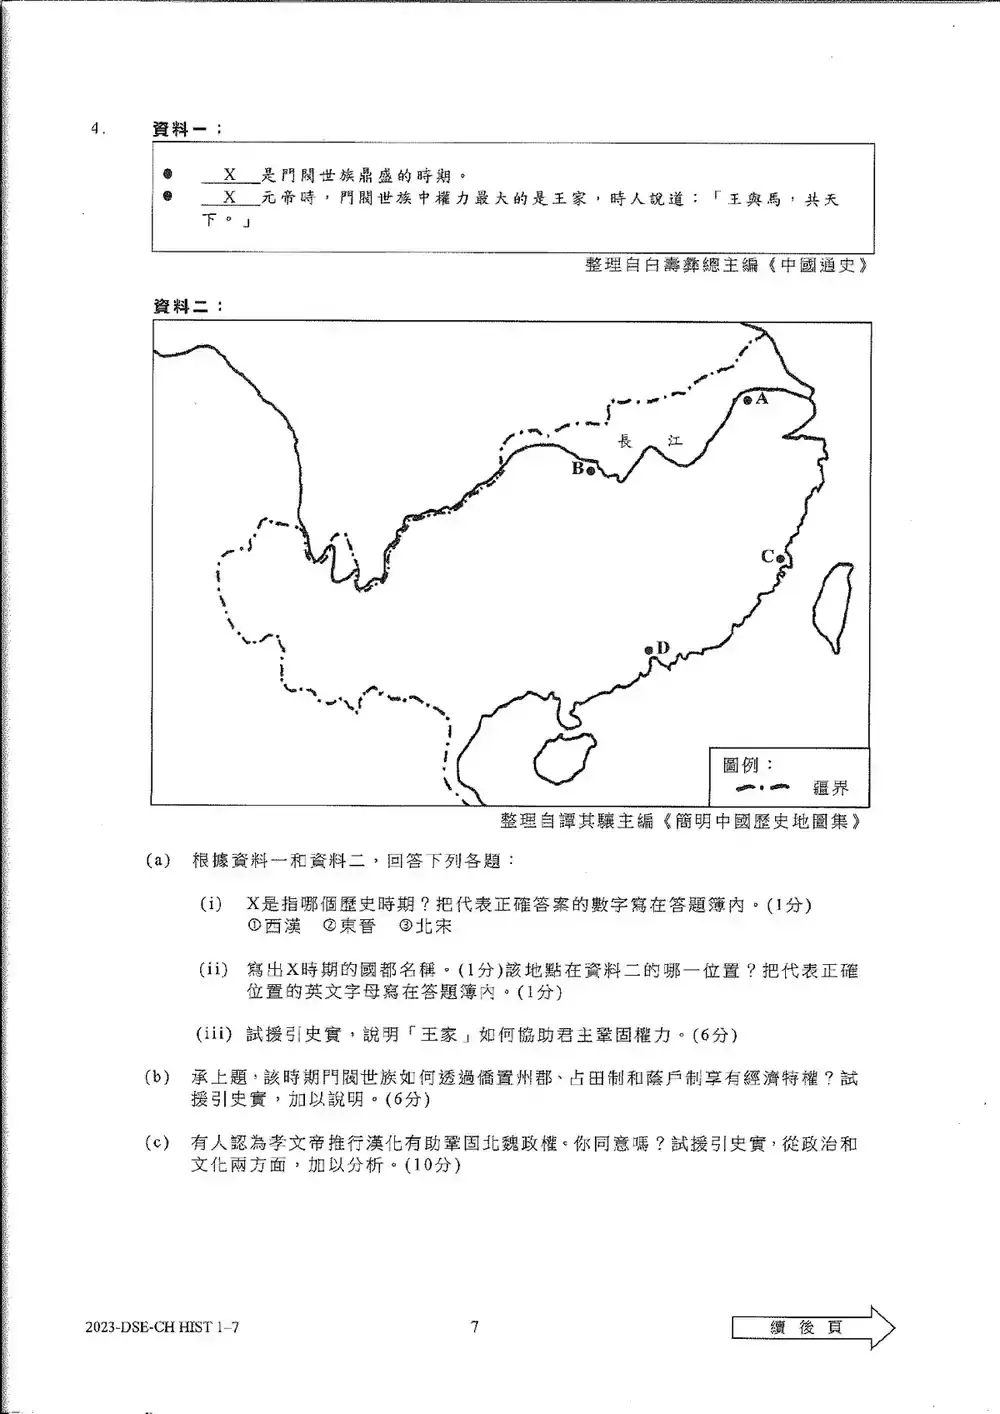 4. 資料一：
● X 是門閥世族鼎盛的時期。
● X 元帝時，門閥世族中權力最大的是王家，時人說道：「王與馬，共天
下。」
整理自白壽彝總主編《中國通史》
資料二：
A
長 江
B
C
D
圖例：
疆界
整理自譚其驤主編《簡明中國歷史地圖集》
(a) 根據資料一和資料二，回答下列各題：
(i) X是指哪個歷史時期？把代表正確答案的數字寫在答題簿內。(1分)
①西漢 ②東晉 ③北宋
(ii) 寫出X時期的國都名稱。(1分)該地點在資料二的哪一位置？把代表正確
位置的英文字母寫在答題簿內。(1分)
(iii) 試援引史實，說明「王家」如何協助君主鞏固權力。(6分)
(b) 承上題，該時期門閥世族如何透過僑置州郡、占田制和蔭戶制享有經濟特權？試
援引史實，加以說明。(6分)
(c) 有人認為孝文帝推行漢化有助鞏固北魏政權。你同意嗎？試援引史實，從政治和
文化兩方面，加以分析。(10分)
2023-DSE-CH HIST 1–7
7
續 後 頁